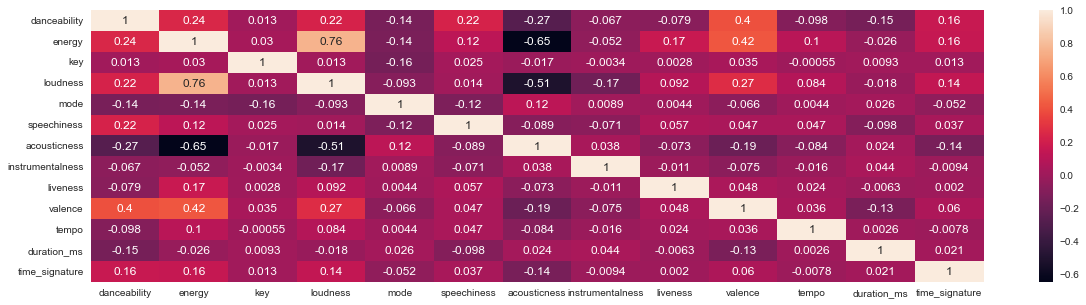 danceability 1 0.24 0.013 0.22 -0.14 0.22 -0.27 -0.067 -0.079 0.4 -0.098 -0.15 0.16
energy 0.24 1 0.03 0.76 -0.14 0.12 -0.65 -0.052 0.17 0.42 0.1 -0.026 0.16
key 0.013 0.03 1 0.013 -0.16 0.025 -0.017 -0.0034 0.0028 0.035 -0.00055 0.0093 0.013
loudness 0.22 0.76 0.013 1 -0.093 0.014 -0.51 -0.17 0.092 0.27 0.084 -0.018 0.14
mode -0.14 -0.14 -0.16 -0.093 1 -0.12 0.12 0.0089 0.0044 -0.066 0.0044 0.026 -0.052
speechiness 0.22 0.12 0.025 0.014 -0.12 1 -0.089 -0.071 0.057 0.047 0.047 -0.098 0.037
acousticness -0.27 -0.65 -0.017 -0.51 0.12 -0.089 1 0.038 -0.073 -0.19 -0.084 0.024 -0.14
instrumentalness -0.067 -0.052 -0.0034 -0.17 0.0089 -0.071 0.038 1 -0.011 -0.075 -0.016 0.044 -0.0094
liveness -0.079 0.17 0.0028 0.092 0.0044 0.057 -0.073 -0.011 1 0.048 0.024 -0.0063 0.002
valence 0.4 0.42 0.035 0.27 -0.066 0.047 -0.19 -0.075 0.048 1 0.036 -0.13 0.06
tempo -0.098 0.1 -0.00055 0.084 0.0044 0.047 -0.084 -0.016 0.024 0.036 1 0.0026 -0.0078
duration_ms -0.15 -0.026 0.0093 -0.018 0.026 -0.098 0.024 0.044 -0.0063 -0.13 0.0026 1 0.021
time_signature 0.16 0.16 0.013 0.14 -0.052 0.037 -0.14 -0.0094 0.002 0.06 -0.0078 0.021 1
danceability energy key loudness mode speechiness acousticness instrumentalness liveness valence tempo duration_ms time_signature
1.0
0.8
0.6
0.4
0.2
0.0
−0.2
−0.4
−0.6